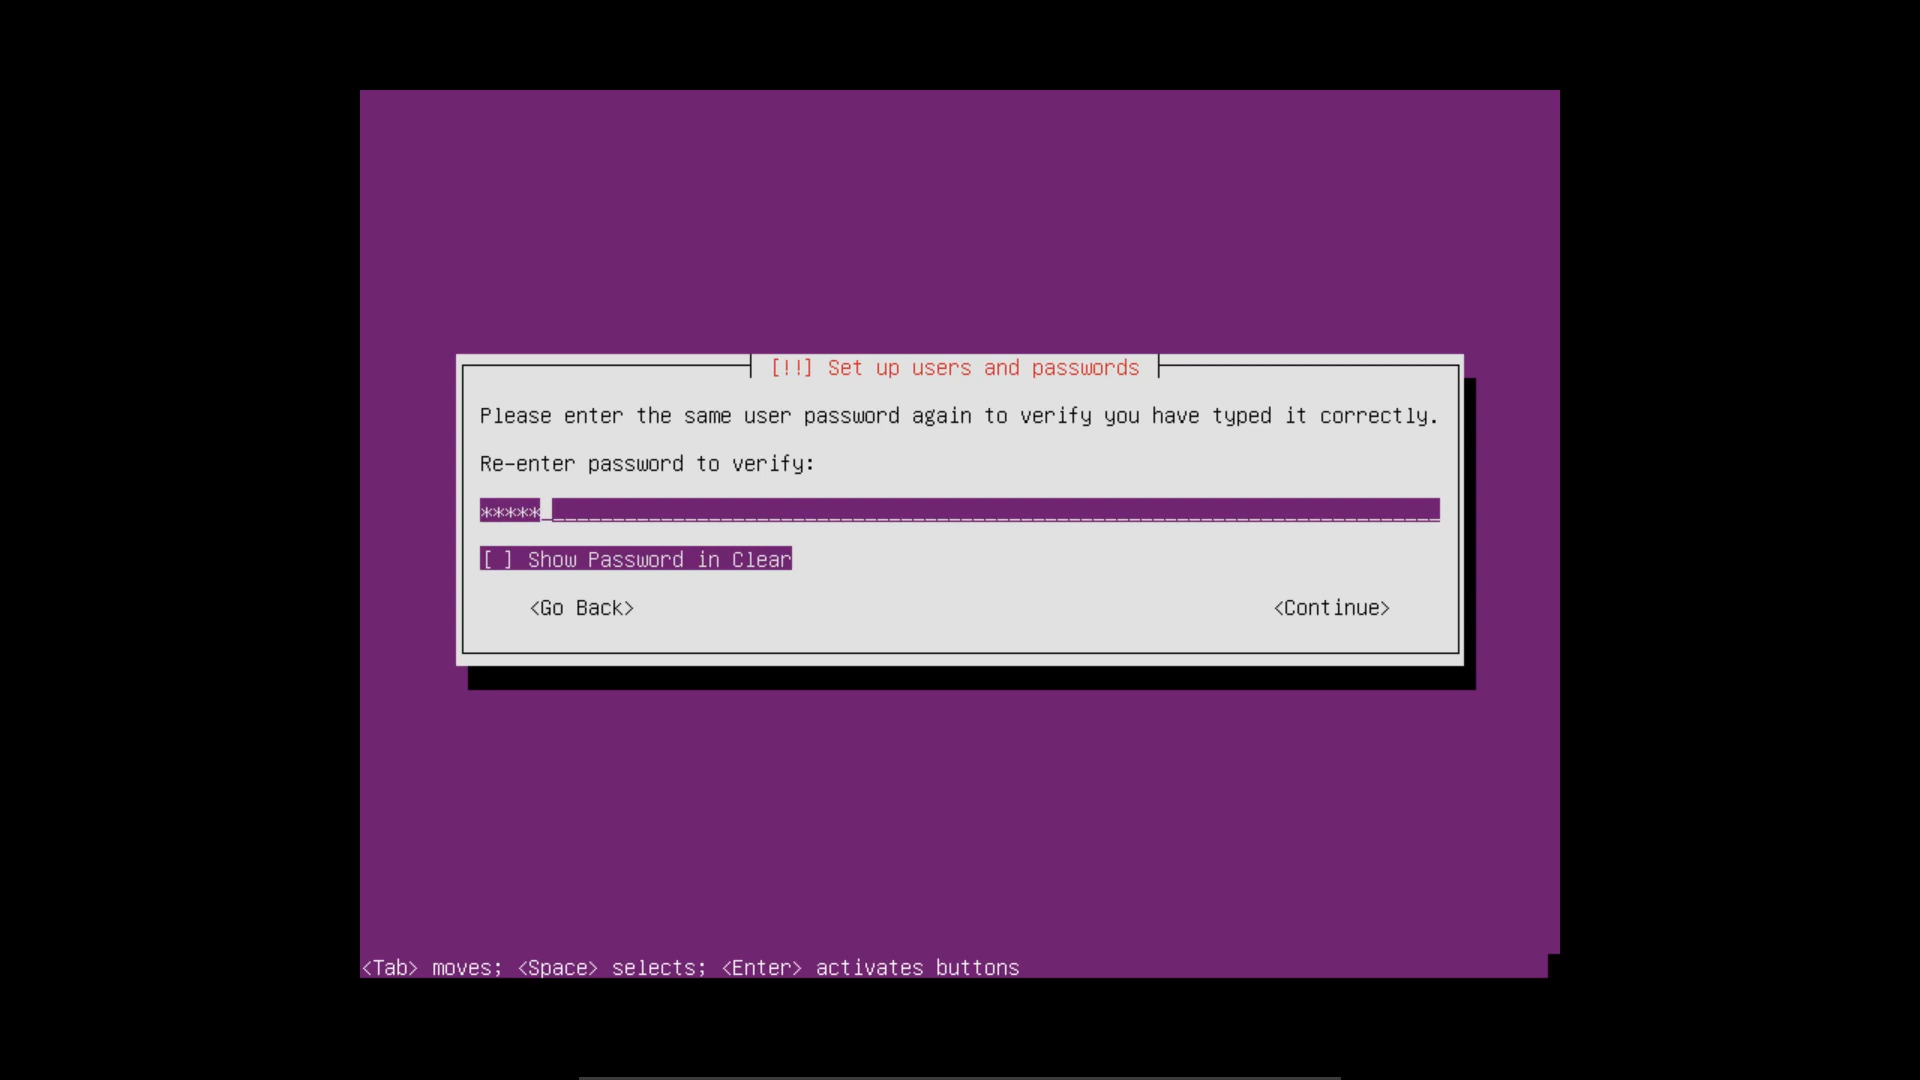 [!!] Set up users and passwords
Please enter the same user password again to verify you have typed it correctly.
Re-enter password to verify:
*****
[ ] Show Password in Clear
<Go Back> <Continue>
<Tab> moves; <Space> selects; <Enter> activates buttons